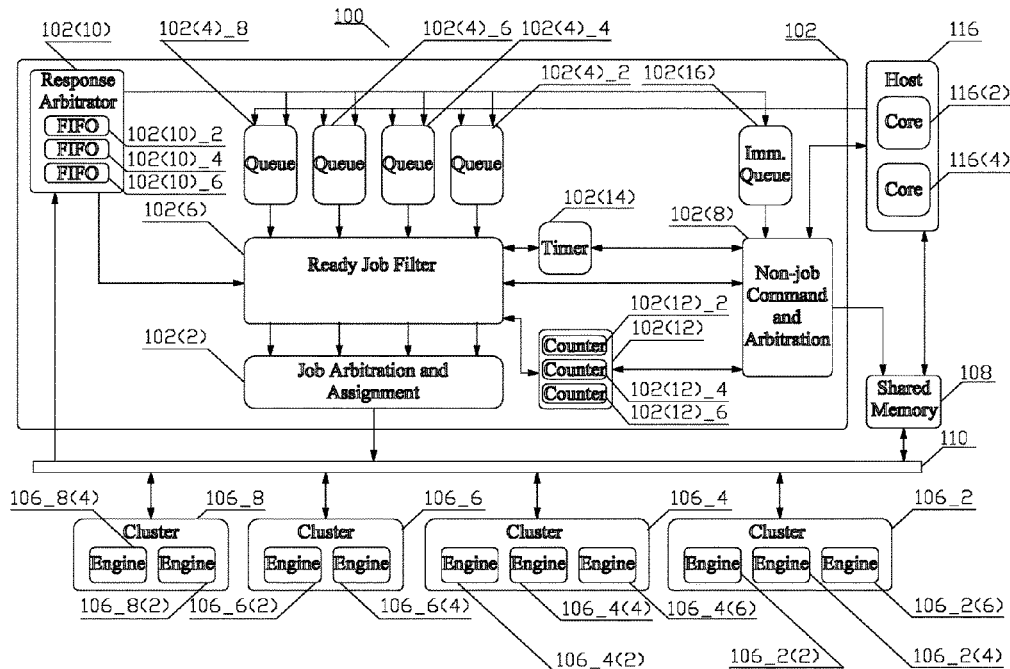 100
102(10)
102(4)_8
102(4)_6
102(4)_4
102
116
102(4)_2
102(16)
Response
Arbitrator
FIFO
FIFO
FIFO
102(10)_2
102(10)_4
102(10)_6
Queue
Queue
Queue
Queue
Imm.
Queue
Host
Core
Core
116(2)
116(4)
102(6)
102(14)
102(8)
Ready Job Filter
Timer
Non-job
Command
and
Arbitration
102(2)
Job Arbitration and
Assignment
Counter
Counter
Counter
102(12)_2
102(12)
102(12)_4
102(12)_6
Shared
Memory
108
110
106_8(4)
106_8
106_6
106_4
106_2
Cluster
Engine
Engine
Cluster
Engine
Engine
Cluster
Engine
Engine
Engine
Cluster
Engine
Engine
Engine
106_8(2)
106_6(2)
106_6(4)
106_4(4)
106_4(6)
106_2(6)
106_4(2)
106_2(2)
106_2(4)